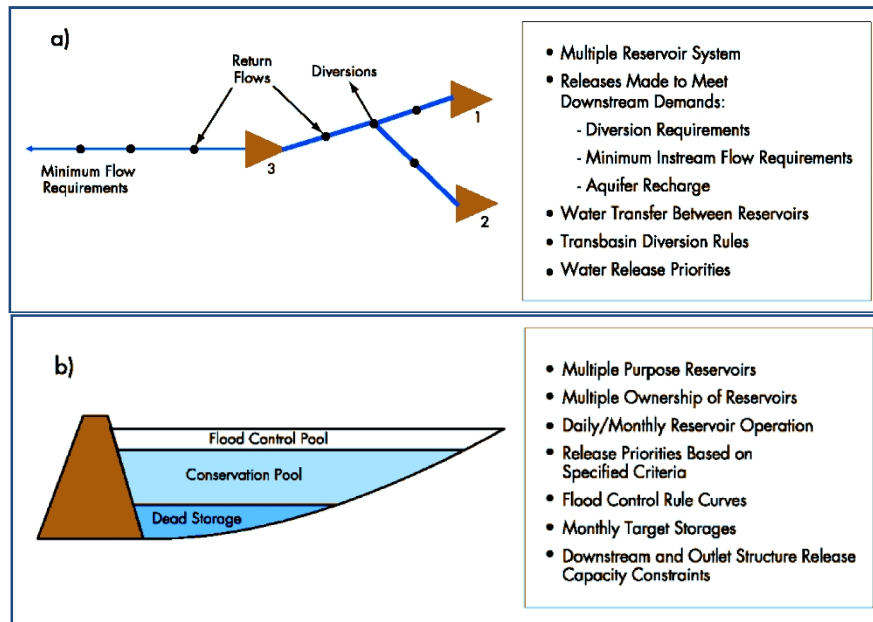 a)
Return
Flows
Diversions
1
2
3
Minimum Flow
Requirements
• Multiple Reservoir System
• Releases Made to Meet
Downstream Demands:
- Diversion Requirements
- Minimum Instream Flow Requirements
- Aquifer Recharge
• Water Transfer Between Reservoirs
• Transbasin Diversion Rules
• Water Release Priorities
b)
Flood Control Pool
Conservation Pool
Dead Storage
• Multiple Purpose Reservoirs
• Multiple Ownership of Reservoirs
• Daily/Monthly Reservoir Operation
• Release Priorities Based on
Specified Criteria
• Flood Control Rule Curves
• Monthly Target Storages
• Downstream and Outlet Structure Release
Capacity Constraints